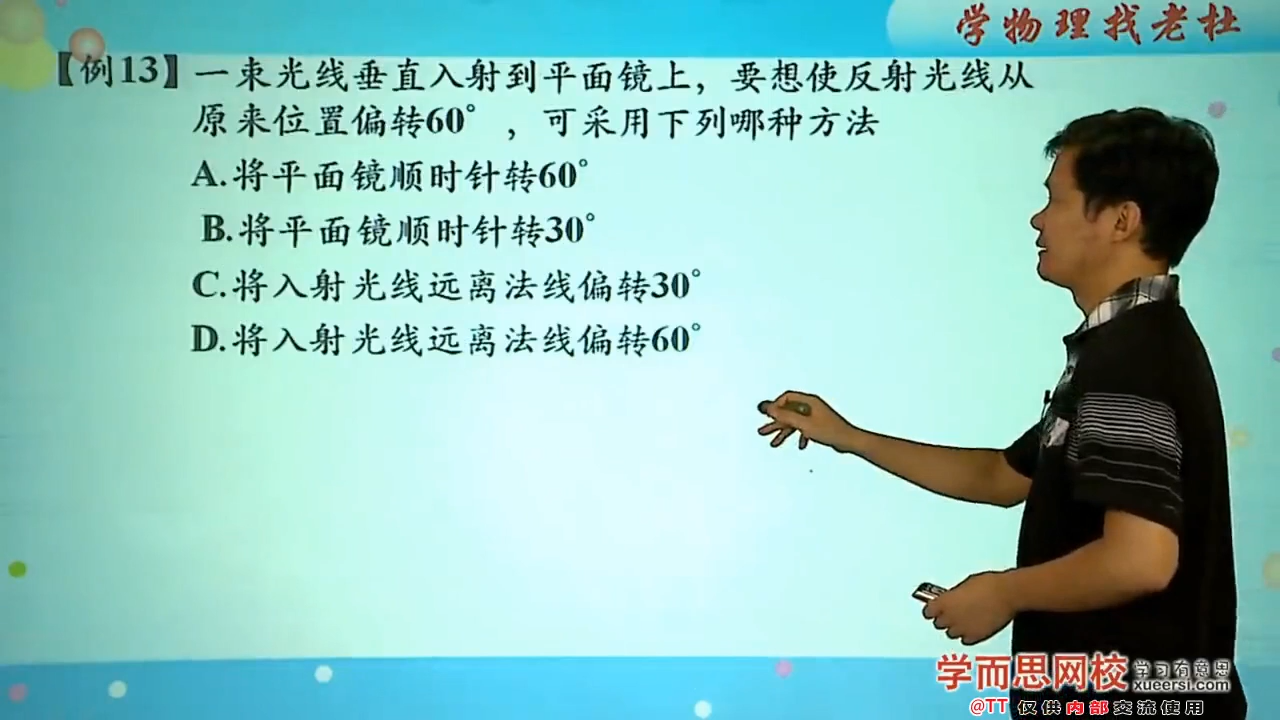 学物理找老杜
【例13】一束光线垂直入射到平面镜上，要想使反射光线从
原来位置偏转60°，可采用下列哪种方法
A.将平面镜顺时针转60°
B.将平面镜顺时针转30°
C.将入射光线远离法线偏转30°
D.将入射光线远离法线偏转60°
学而思网校 学习有意思
xueersi.com
@TT 仅供内部交流使用